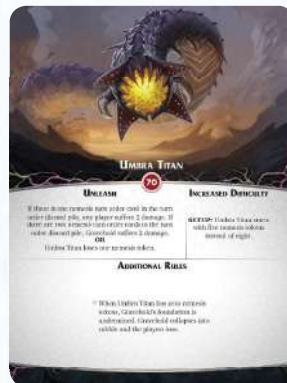 UMBRA TITAN
70
UNLEASH
If there is one nemesis turn order card in the turn
order discard pile, any player suffers 2 damage. If
there are two nemesis turn order cards in the turn
order discard pile, Gravehold suffers 2 damage.
OR
Umbra Titan loses one nemesis token.
INCREASED DIFFICULTY
SETUP: Umbra Titan starts
with five nemesis tokens
instead of eight.
ADDITIONAL RULES
When Umbra Titan has zero nemesis
tokens, Gravehold's foundation is
undermined. Gravehold collapses into
rubble and the players lose.